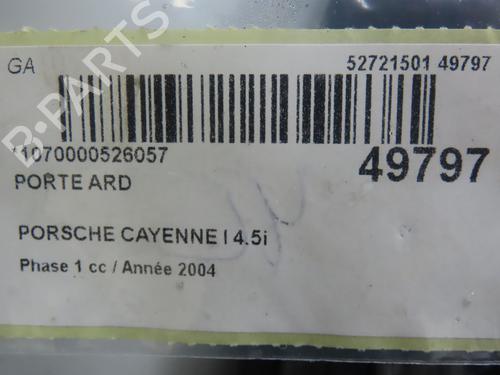 GA
52721501 49797
B-PARTS
*1070000526057
49797
PORTE ARD
PORSCHE CAYENNE I 4.5i
Phase 1 cc / Année 2004